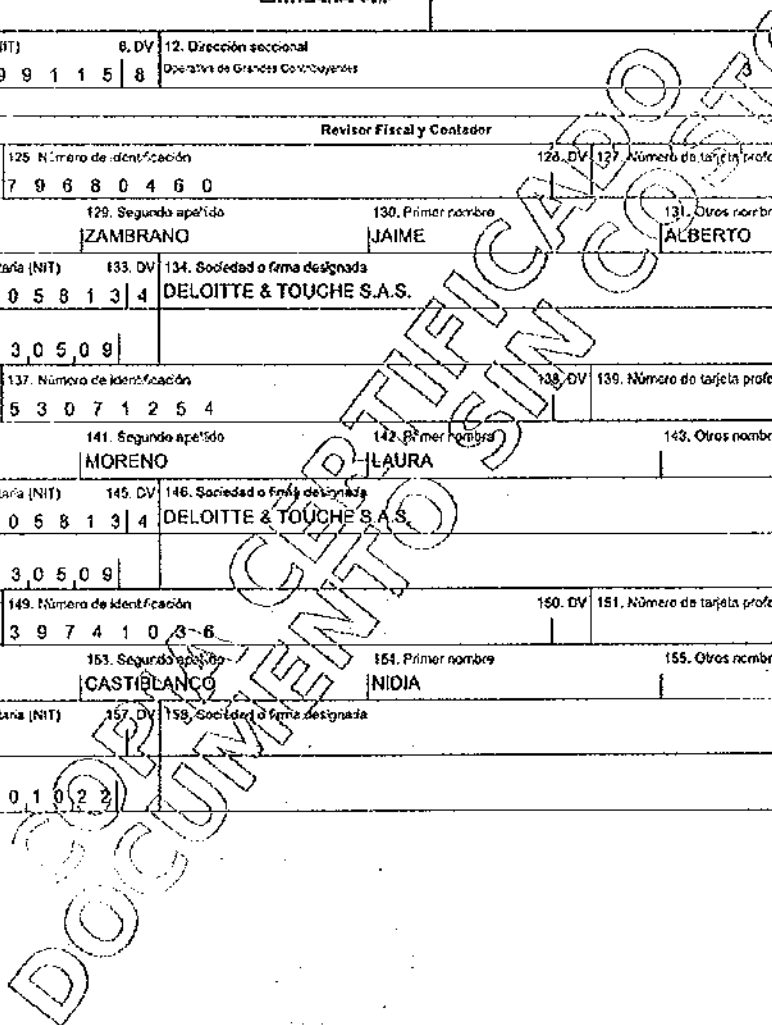 6. DV 12. Dirección seccional
9 9 1 1 5 8 Operativa de Grandes Contribuyentes 3
Revisor Fiscal y Contador
125. Número de identificación 126. DV 127. Número de tarjeta
7 9 6 8 0 4 6 0
129. Segundo apellido 130. Primer nombre 131. Otros
ZAMBRANO JAIME ALBERTO
(NIT) 133. DV 134. Sociedad o firma designada
0 5 8 1 3 4 DELOITTE & TOUCHE S.A.S.
3 0 5 0 9
137. Número de identificación 138. DV 139. Número de tarjeta
5 3 0 7 1 2 5 4
141. Segundo apellido 142. Primer nombre 143. Otros
MORENO LAURA
(NIT) 145. DV 146. Sociedad o firma designada
0 5 8 1 3 4 DELOITTE & TOUCHE S.A.S.
3 0 5 0 9
149. Número de identificación 150. DV 151. Número de tarjeta
3 9 7 4 1 0 3 6
153. Segundo apellido 154. Primer nombre 155. Otros
CASTIBLANCO NIDIA
(NIT) 157. DV 158. Sociedad o firma designada
0 1 0 2 2
COPIA CERTIFICADO
DOCUMENTO SIN COSTO